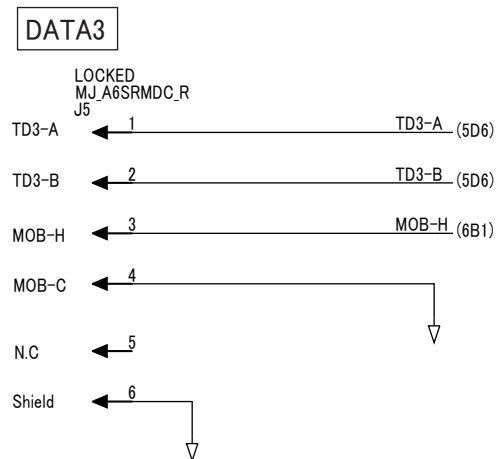 DATA3
LOCKED
MJ_A6SRMDC_R
J5
TD3-A 1 TD3-A (5D6)
TD3-B 2 TD3-B (5D6)
MOB-H 3 MOB-H (6B1)
MOB-C 4
N.C 5
Shield 6